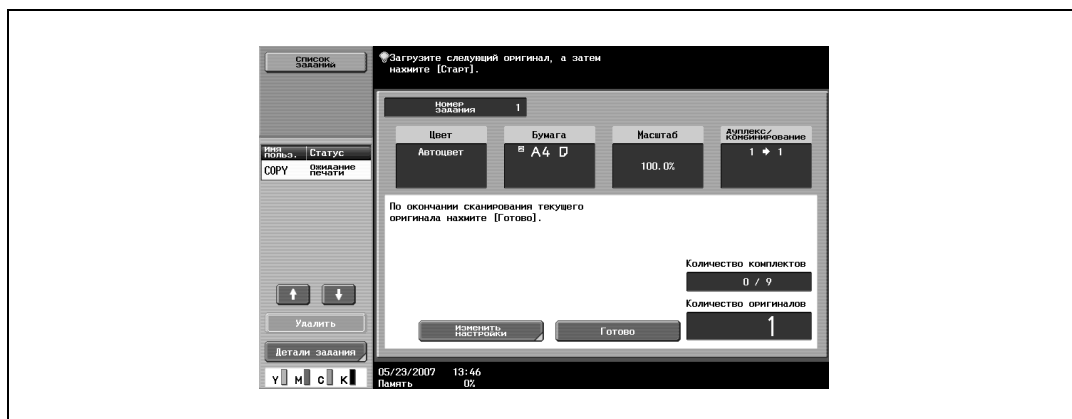 Список
заданий
Загрузите следующий оригинал, а затем
нажмите [Старт].
Номер
задания 1
Цвет
Автоцвет
Бумага
A4
Масштаб
100.0%
Дуплекс/
комбинирование
1 → 1
Имя
польз. Статус
COPY Ожидание
печати
По окончании сканирования текущего
оригинала нажмите [Готово].
Количество комплектов
0 / 9
Количество оригиналов
1
Изменить
настройки
Готово
Удалить
Детали задания
Y M C K
05/23/2007 13:46
Память 0%